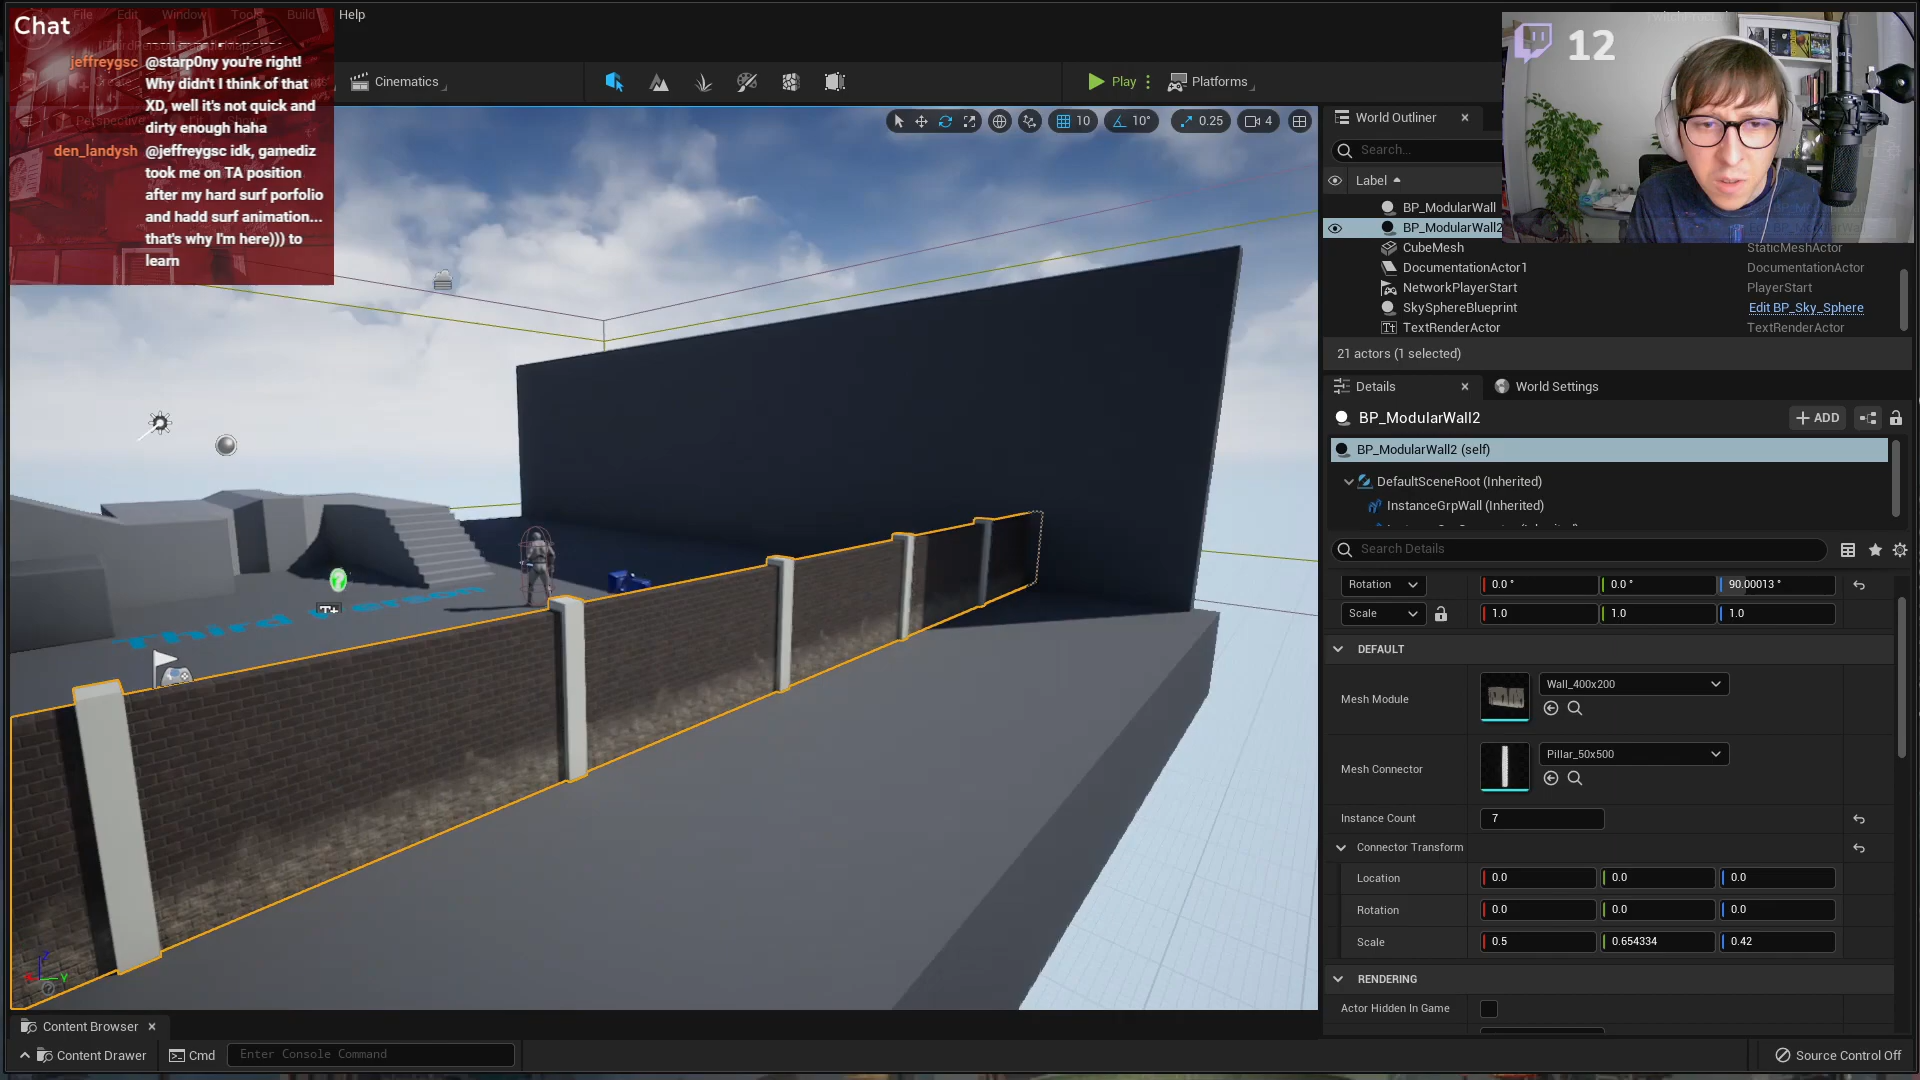 File Edit Window Tools Build Help
Chat
jeffreygsc @starp0ny you're right!
Why didn't I think of that
XD, well it's not quick and
dirty enough haha
den_landysh @jeffreygsc idk, gamediz
took me on TA position
after my hard surf porfolio
and hadd surf animation...
that's why I'm here))) to
learn
Perspective
Cinematics
Play
Platforms
10
10°
0.25
4
12
World Outliner
Search...
Label
BP_ModularWall
BP_ModularWall2
CubeMesh StaticMeshActor
DocumentationActor1 DocumentationActor
NetworkPlayerStart PlayerStart
SkySphereBlueprint Edit BP_Sky_Sphere
TextRenderActor TextRenderActor
21 actors (1 selected)
Details
World Settings
BP_ModularWall2
ADD
BP_ModularWall2 (self)
DefaultSceneRoot (Inherited)
InstanceGrpWall (Inherited)
Search Details
Rotation 0.0 ° 0.0 ° 90.00013 °
Scale 1.0 1.0 1.0
DEFAULT
Mesh Module Wall_400x200
Mesh Connector Pillar_50x500
Instance Count 7
Connector Transform
Location 0.0 0.0 0.0
Rotation 0.0 0.0 0.0
Scale 0.5 0.654334 0.42
RENDERING
Actor Hidden In Game
Third
Z
Y
Content Browser
Content Drawer
Cmd
Enter Console Command
Source Control Off